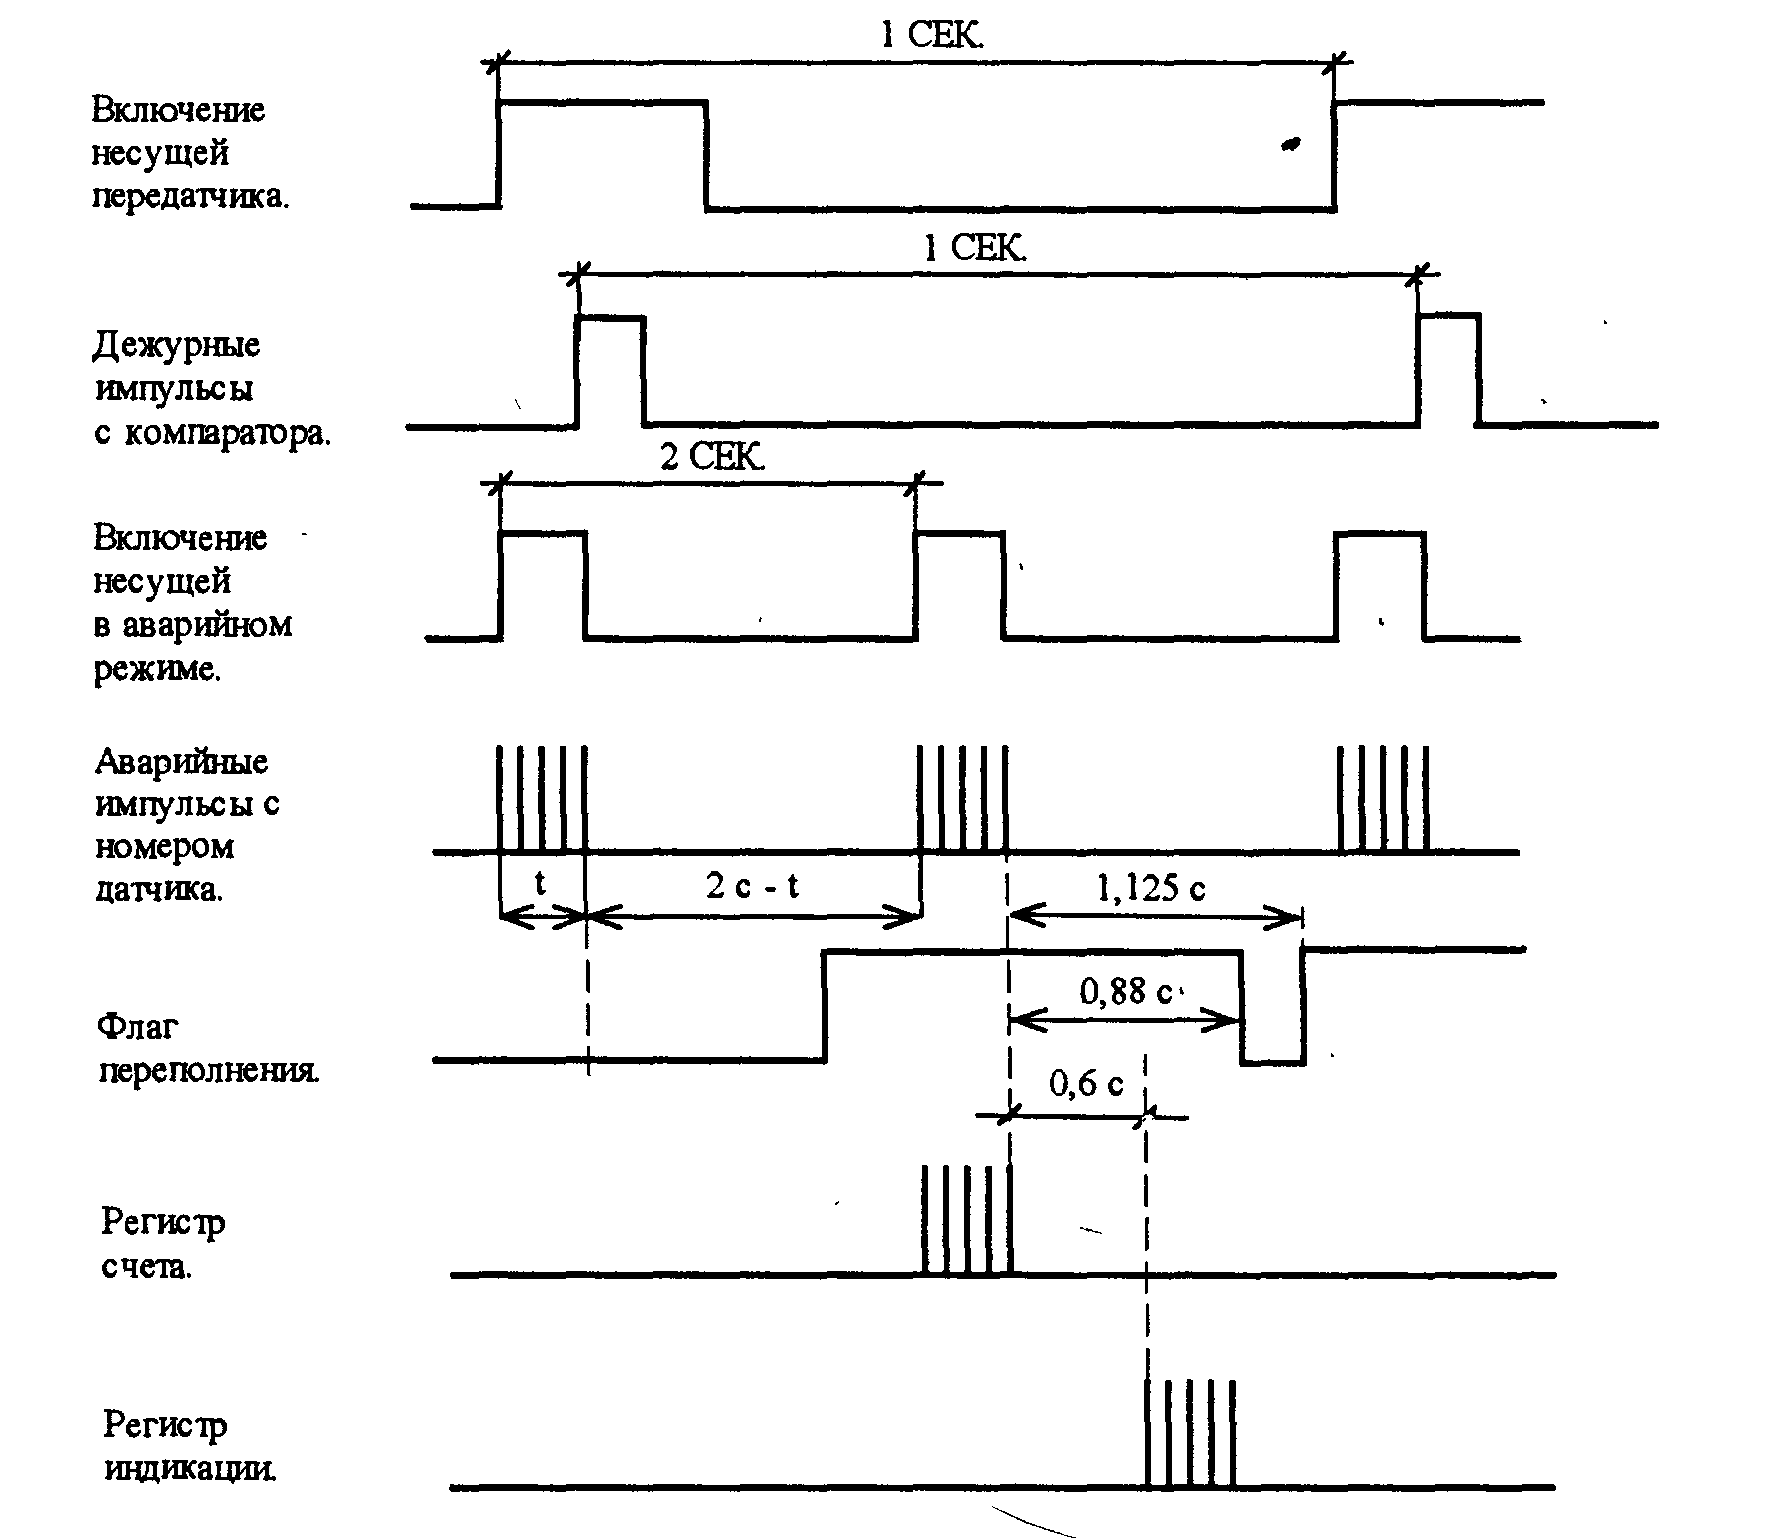 1 СЕК.
Включение
несущей
передатчика.
1 СЕК.
Дежурные
импульсы
с компаратора.
2 СЕК.
Включение
несущей
в аварийном
режиме.
Аварийные
импульсы с
номером
датчика.
t
2 с - t
1,125 с
0,88 с
Флаг
переполнения.
0,6 с
Регистр
счета.
Регистр
индикации.